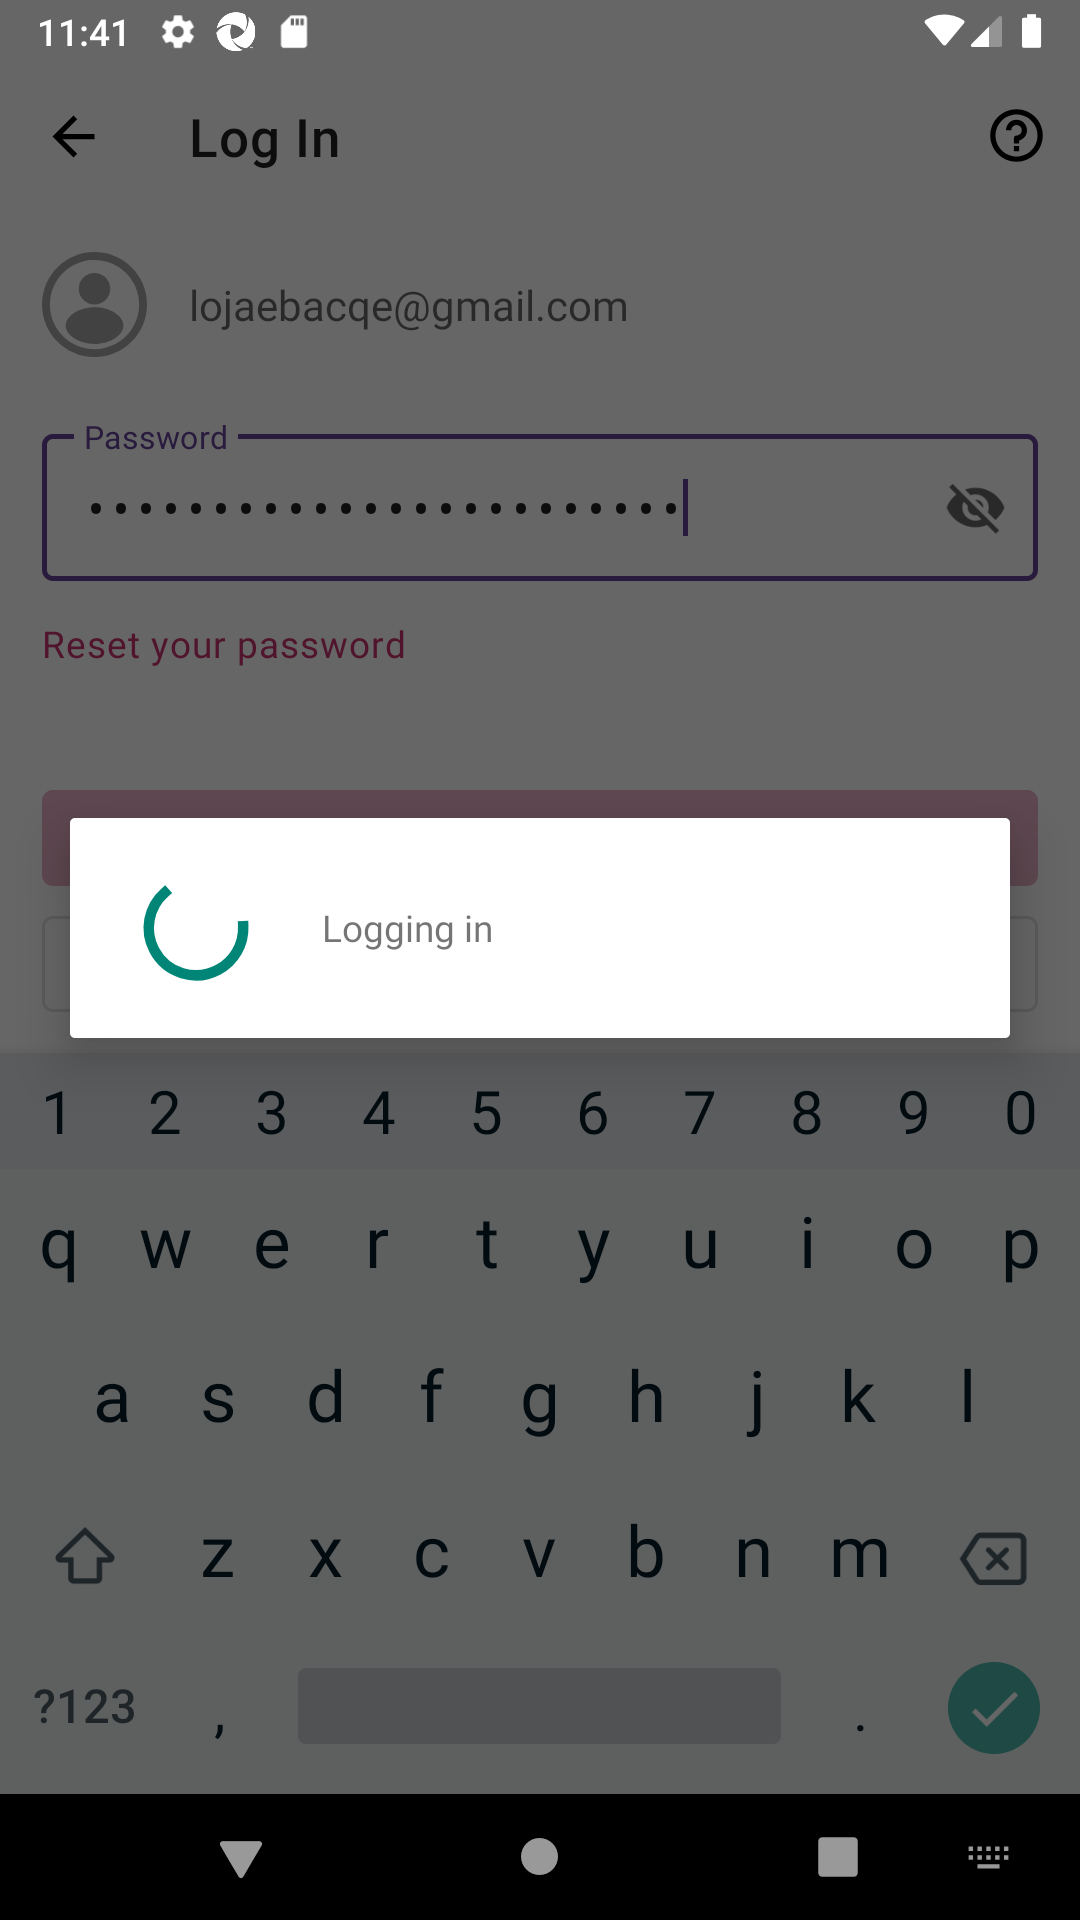 11:41
Log In
lojaebacqe@gmail.com
Password
••••••••••••••••••••••••
Reset your password
Logging in
1 2 3 4 5 6 7 8 9 0
q w e r t y u i o p
a s d f g h j k l
z x c v b n m
?123 , .